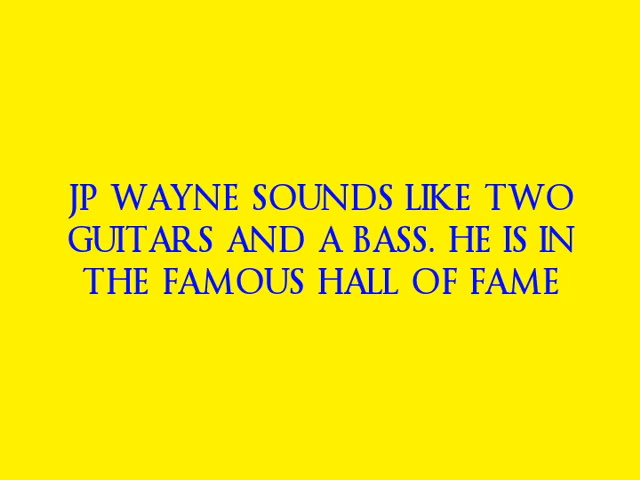 JP WAYNE SOUNDS LIKE TWO
GUITARS AND A BASS. HE IS IN
THE FAMOUS HALL OF FAME